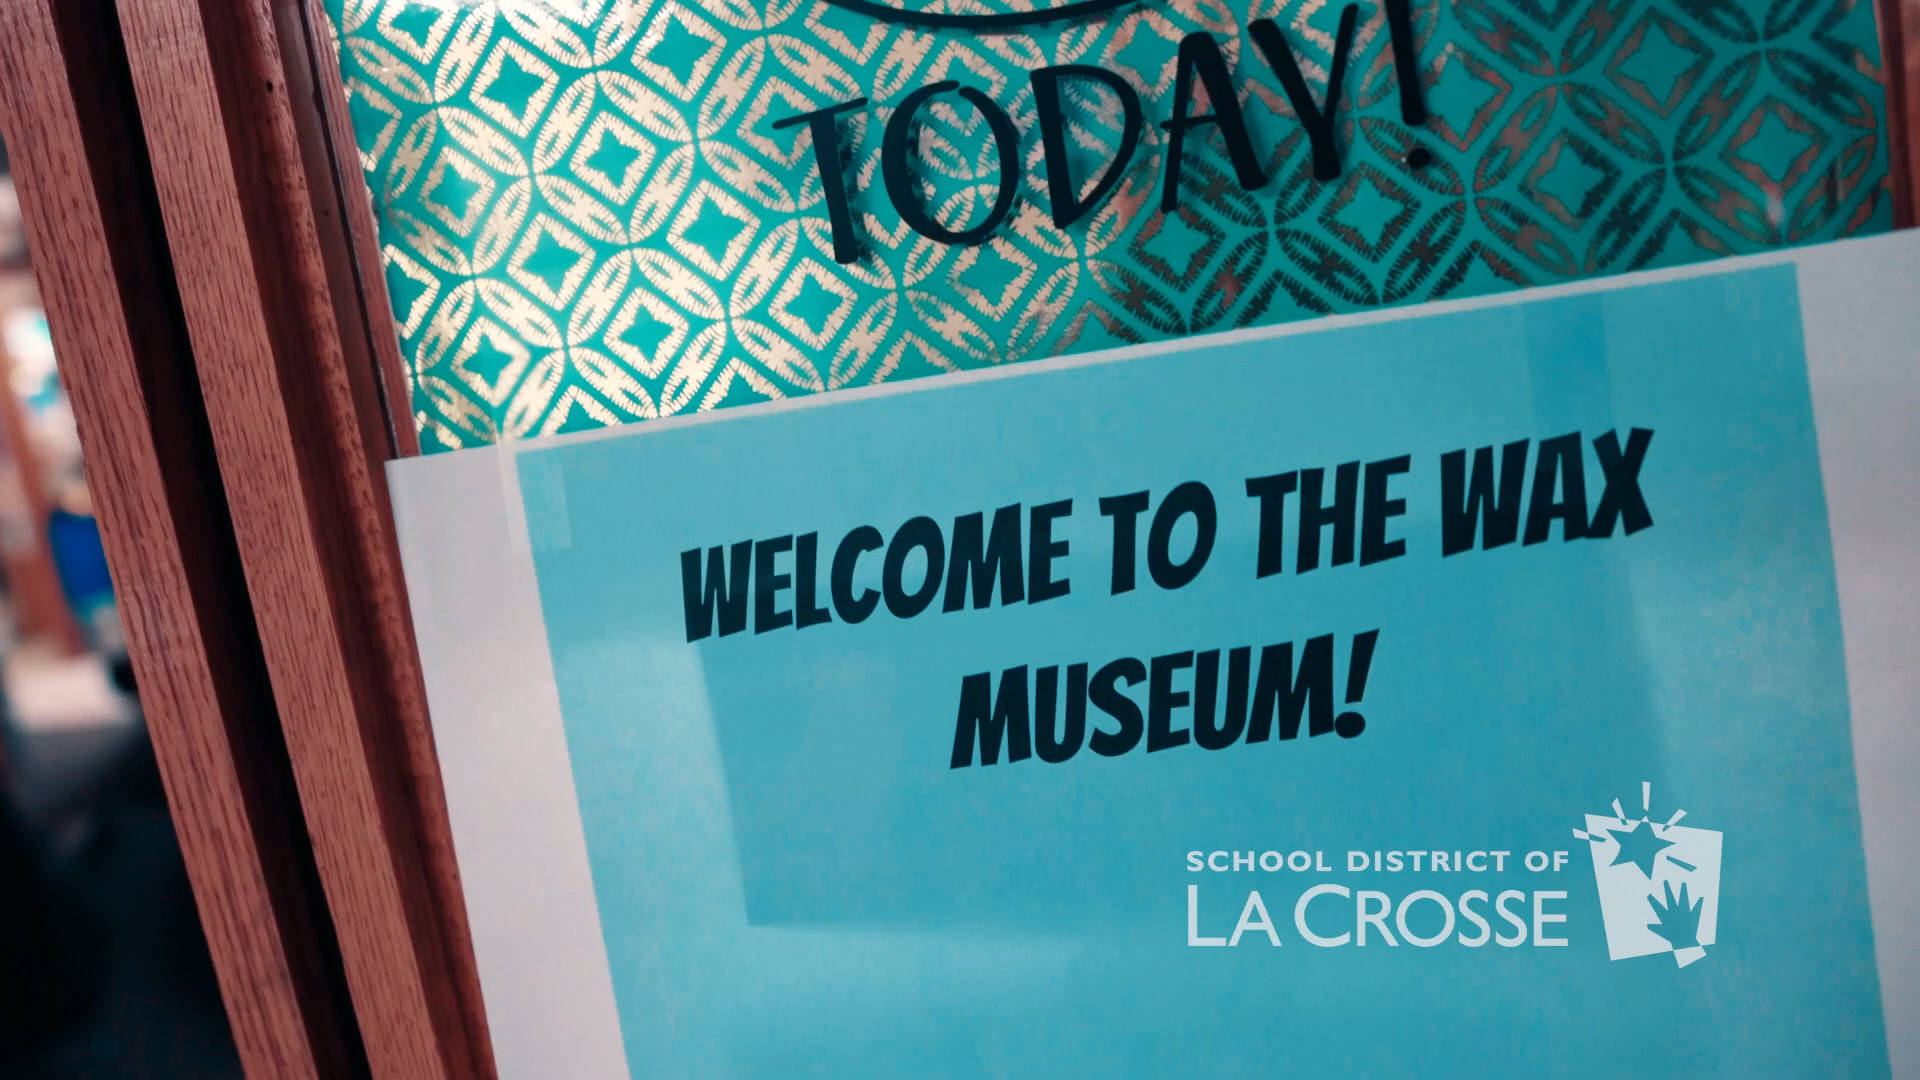 TODAY!
WELCOME TO THE WAX
MUSEUM!
SCHOOL DISTRICT OF
LA CROSSE